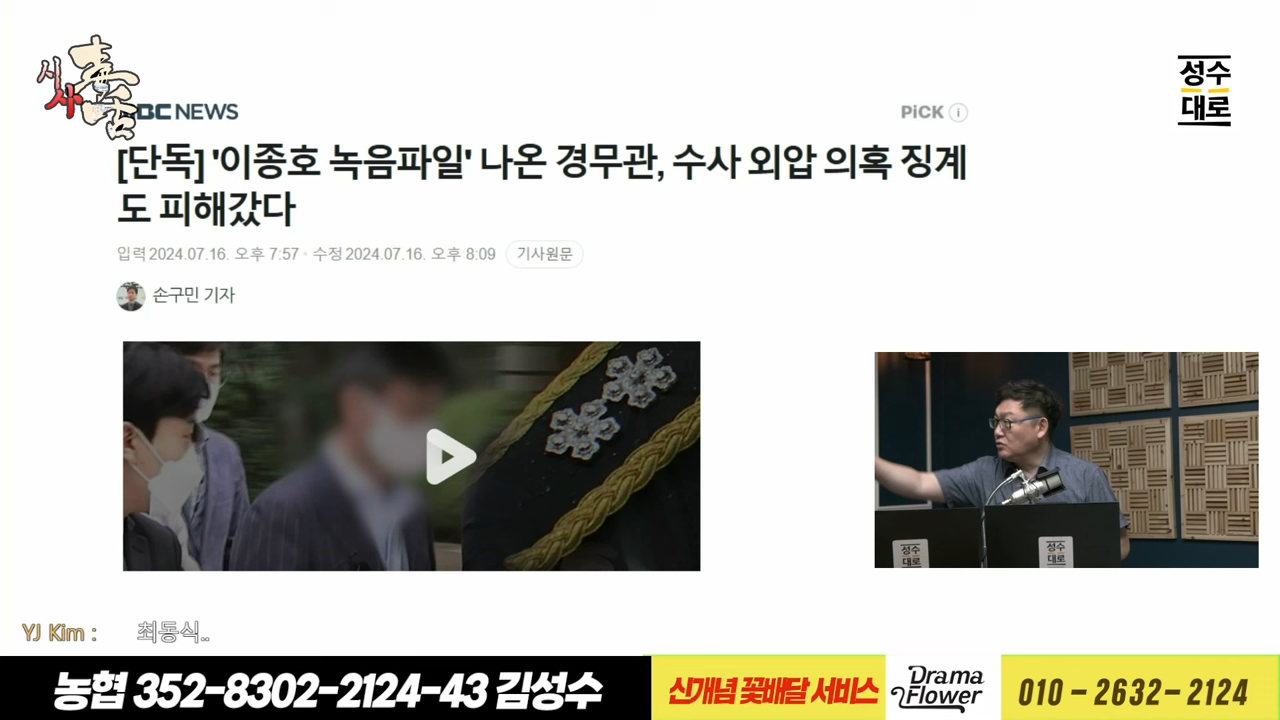 시사
훅
성수
대로
BC NEWS
PiCK
[단독] '이종호 녹음파일' 나온 경무관, 수사 외압 의혹 징계
도 피해갔다
입력 2024.07.16. 오후 7:57 · 수정 2024.07.16. 오후 8:09 기사원문
손구민 기자
성수
대로
성수
대로
YJ Kim : 최동식..
농협 352-8302-2124-43 김성수
신개념 꽃배달 서비스
Drama
Flower
010 - 2632 - 2124